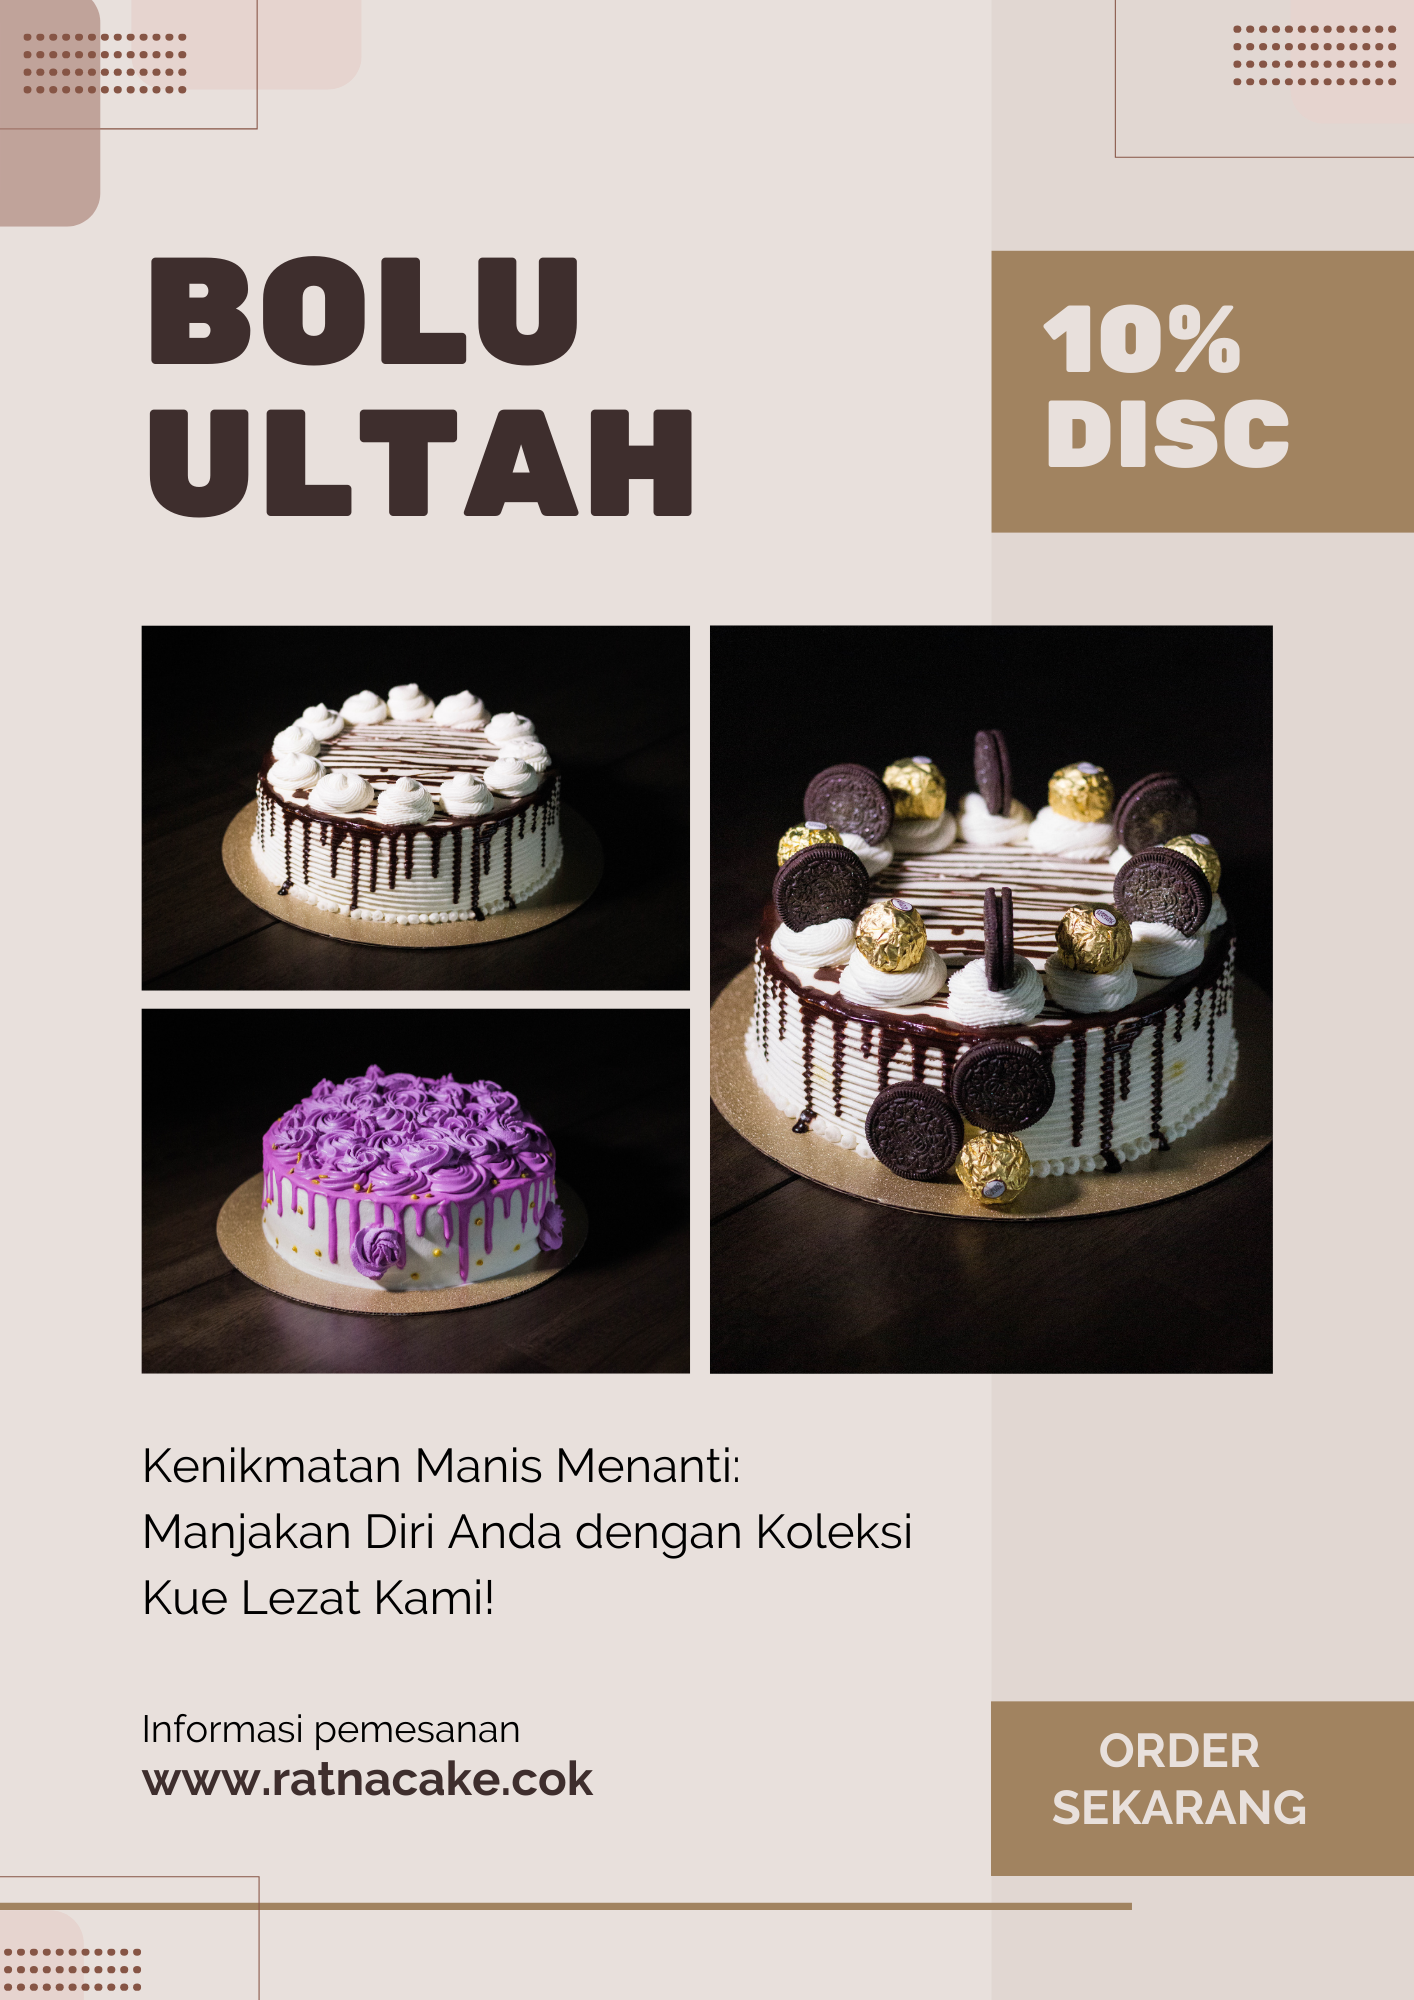 BOLU
ULTAH
10%
DISC
Kenikmatan Manis Menanti:
Manjakan Diri Anda dengan Koleksi
Kue Lezat Kami!
Informasi pemesanan
www.ratnacake.cok
ORDER
SEKARANG